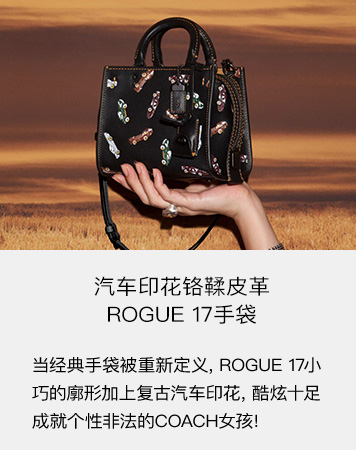 汽车印花铬鞣皮革
ROGUE 17手袋
当经典手袋被重新定义, ROGUE 17小
巧的廓形加上复古汽车印花, 酷炫十足
成就个性非法的COACH女孩!